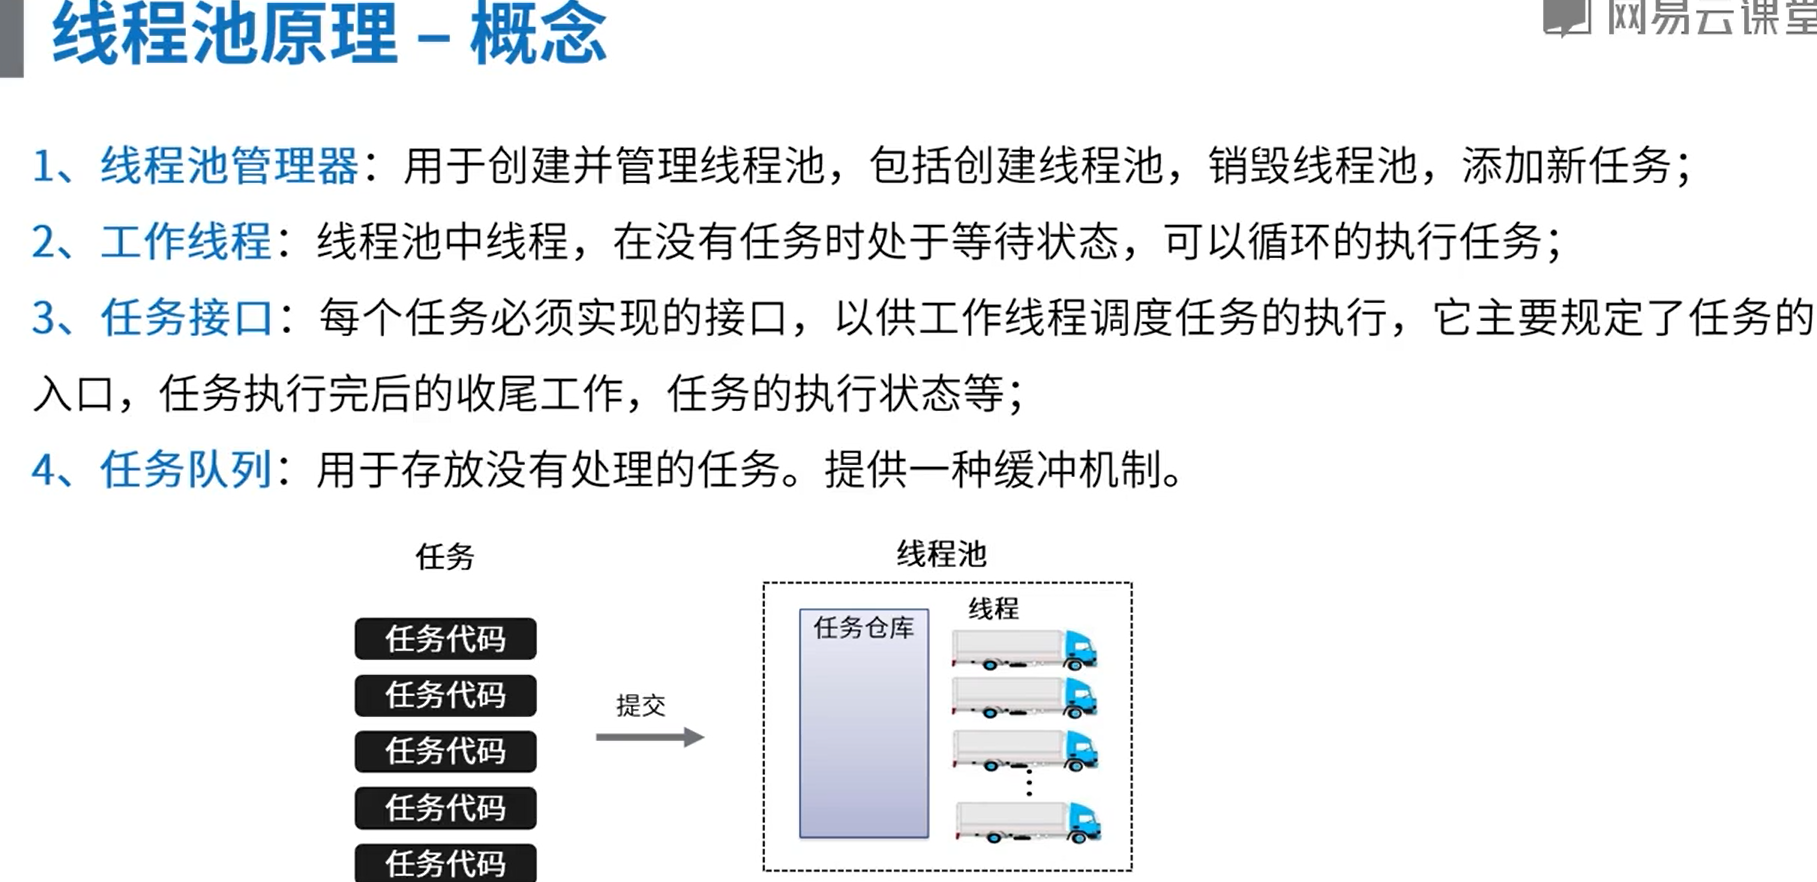 线程池原理 – 概念
网易云课堂
1、线程池管理器：用于创建并管理线程池，包括创建线程池，销毁线程池，添加新任务；
2、工作线程：线程池中线程，在没有任务时处于等待状态，可以循环的执行任务；
3、任务接口：每个任务必须实现的接口，以供工作线程调度任务的执行，它主要规定了任务的
入口，任务执行完后的收尾工作，任务的执行状态等；
4、任务队列：用于存放没有处理的任务。提供一种缓冲机制。
任务
任务代码
任务代码
任务代码
任务代码
任务代码
提交
线程池
任务仓库
线程